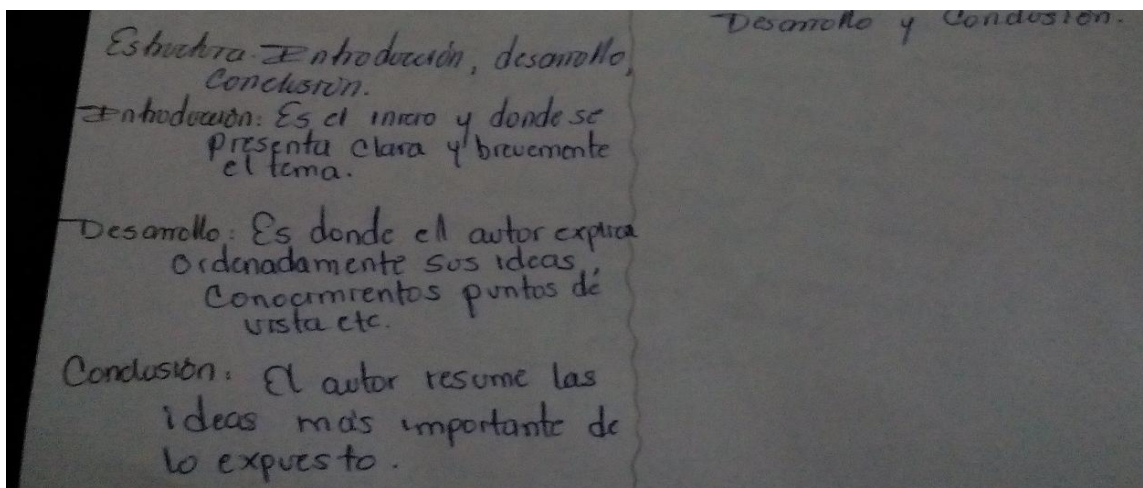 Estructura. Introducción, desarrollo,
Conclusión.
Introducción: Es el inicio y donde se
presenta clara y brevemente
el tema.
Desarrollo: Es donde ell autor explica
ordenadamente sus ideas,
Conocimientos puntos de
vista etc.
Conclusión: El autor resume las
ideas más importante de
lo expuesto.
Desarrollo y Conclusión.